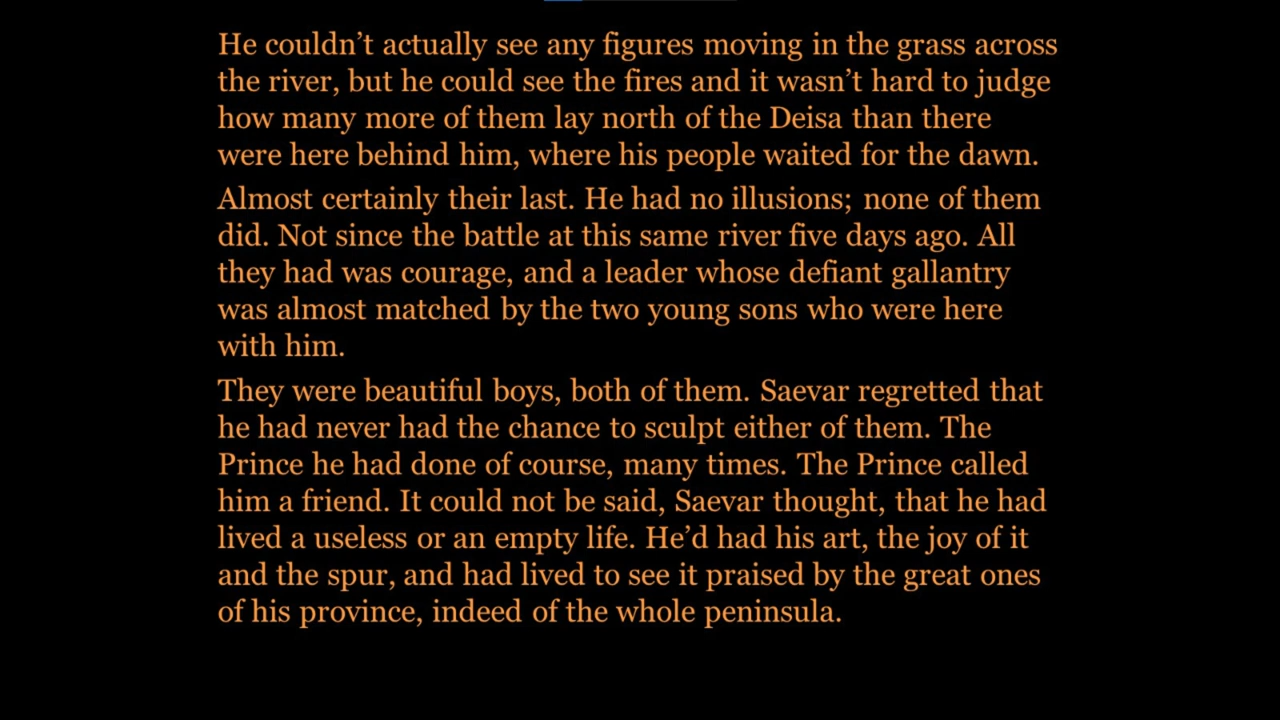 He couldn’t actually see any figures moving in the grass across
the river, but he could see the fires and it wasn’t hard to judge
how many more of them lay north of the Deisa than there
were here behind him, where his people waited for the dawn.
Almost certainly their last. He had no illusions; none of them
did. Not since the battle at this same river five days ago. All
they had was courage, and a leader whose defiant gallantry
was almost matched by the two young sons who were here
with him.
They were beautiful boys, both of them. Saevar regretted that
he had never had the chance to sculpt either of them. The
Prince he had done of course, many times. The Prince called
him a friend. It could not be said, Saevar thought, that he had
lived a useless or an empty life. He’d had his art, the joy of it
and the spur, and had lived to see it praised by the great ones
of his province, indeed of the whole peninsula.